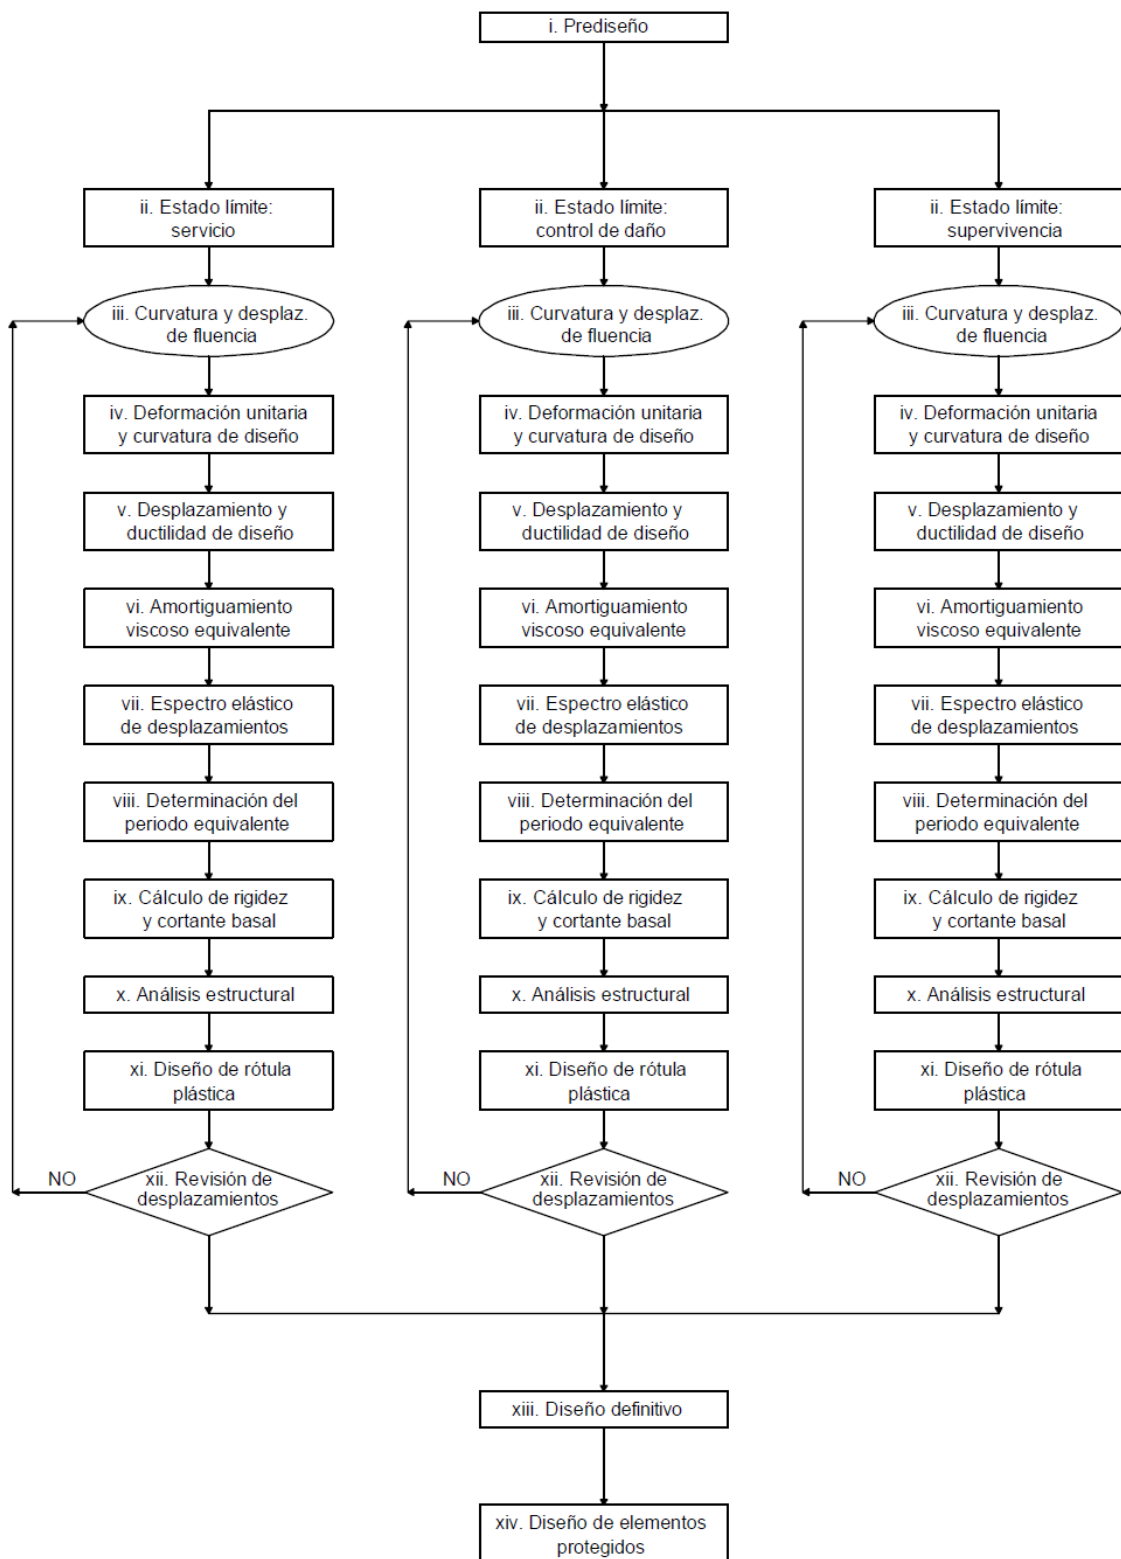 i. Prediseño
ii. Estado límite:
servicio
iii. Curvatura y desplaz.
de fluencia
iv. Deformación unitaria
y curvatura de diseño
v. Desplazamiento y
ductilidad de diseño
vi. Amortiguamiento
viscoso equivalente
vii. Espectro elástico
de desplazamientos
viii. Determinación del
periodo equivalente
ix. Cálculo de rigidez
y cortante basal
x. Análisis estructural
xi. Diseño de rótula
plástica
NO
xii. Revisión de
desplazamientos
ii. Estado límite:
control de daño
iii. Curvatura y desplaz.
de fluencia
iv. Deformación unitaria
y curvatura de diseño
v. Desplazamiento y
ductilidad de diseño
vi. Amortiguamiento
viscoso equivalente
vii. Espectro elástico
de desplazamientos
viii. Determinación del
periodo equivalente
ix. Cálculo de rigidez
y cortante basal
x. Análisis estructural
xi. Diseño de rótula
plástica
NO
xii. Revisión de
desplazamientos
ii. Estado límite:
supervivencia
iii. Curvatura y desplaz.
de fluencia
iv. Deformación unitaria
y curvatura de diseño
v. Desplazamiento y
ductilidad de diseño
vi. Amortiguamiento
viscoso equivalente
vii. Espectro elástico
de desplazamientos
viii. Determinación del
periodo equivalente
ix. Cálculo de rigidez
y cortante basal
x. Análisis estructural
xi. Diseño de rótula
plástica
NO
xii. Revisión de
desplazamientos
xiii. Diseño definitivo
xiv. Diseño de elementos
protegidos